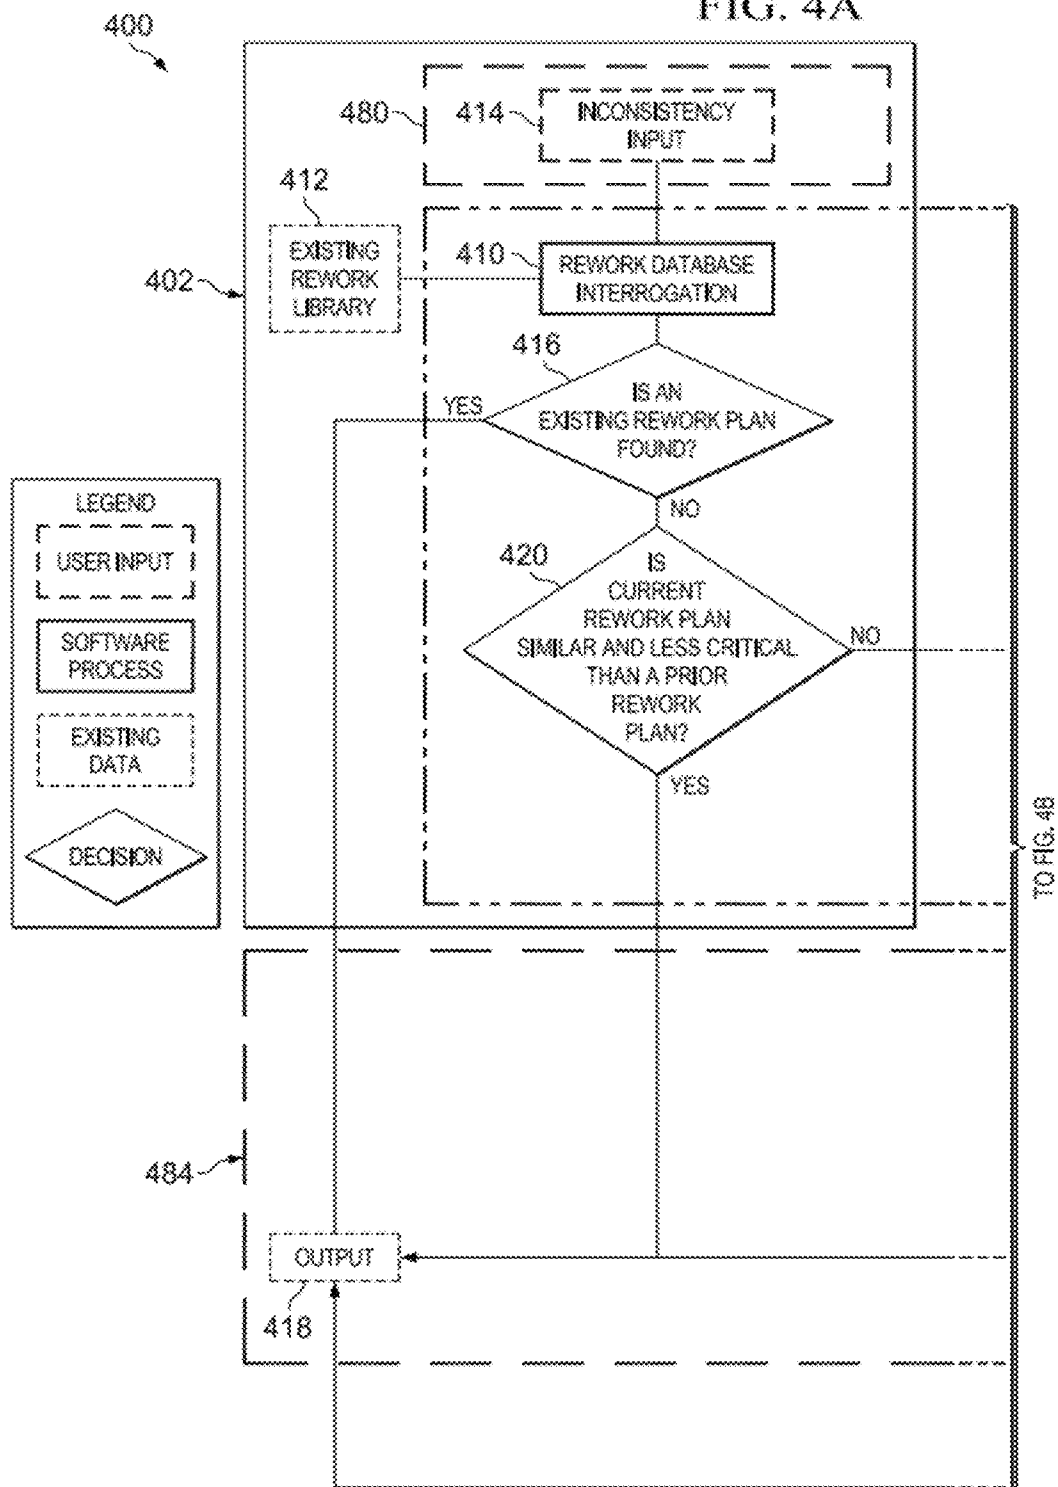 FIG. 4A
400
480
414
INCONSISTENCY
INPUT
412
EXISTING
REWORK
LIBRARY
410
REWORK DATABASE
INTERROGATION
402
416
IS AN
EXISTING REWORK PLAN
FOUND?
YES
NO
420
IS
CURRENT
REWORK PLAN
SIMILAR AND LESS CRITICAL
THAN A PRIOR
REWORK
PLAN?
NO
YES
LEGEND
USER INPUT
SOFTWARE
PROCESS
EXISTING
DATA
DECISION
TO FIG. 4B
484
OUTPUT
418